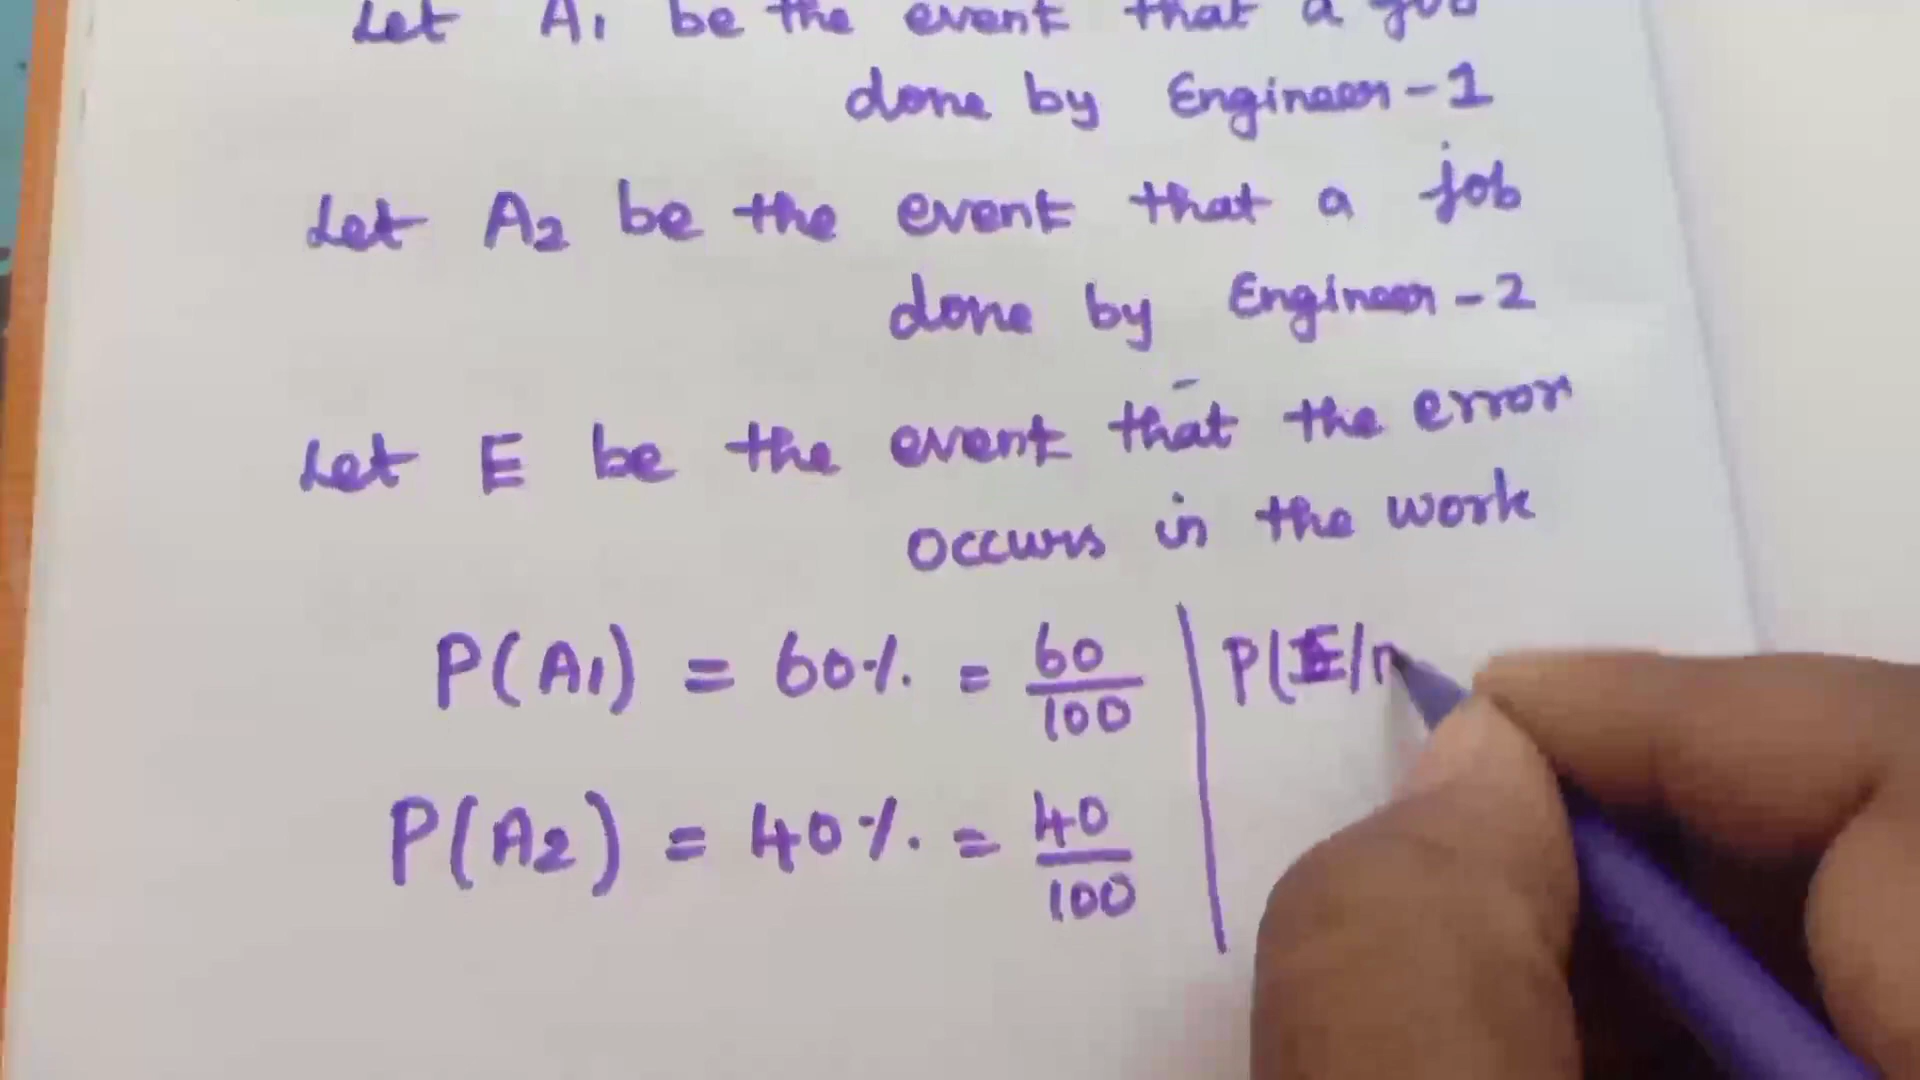 Let A1 be the event that a job
done by Engineer-1
Let A2 be the event that a job
done by Engineer-2
Let E be the event that the error
occurs in the work
P(A1) = 60% = 60/100 | P(E/
P(A2) = 40% = 40/100